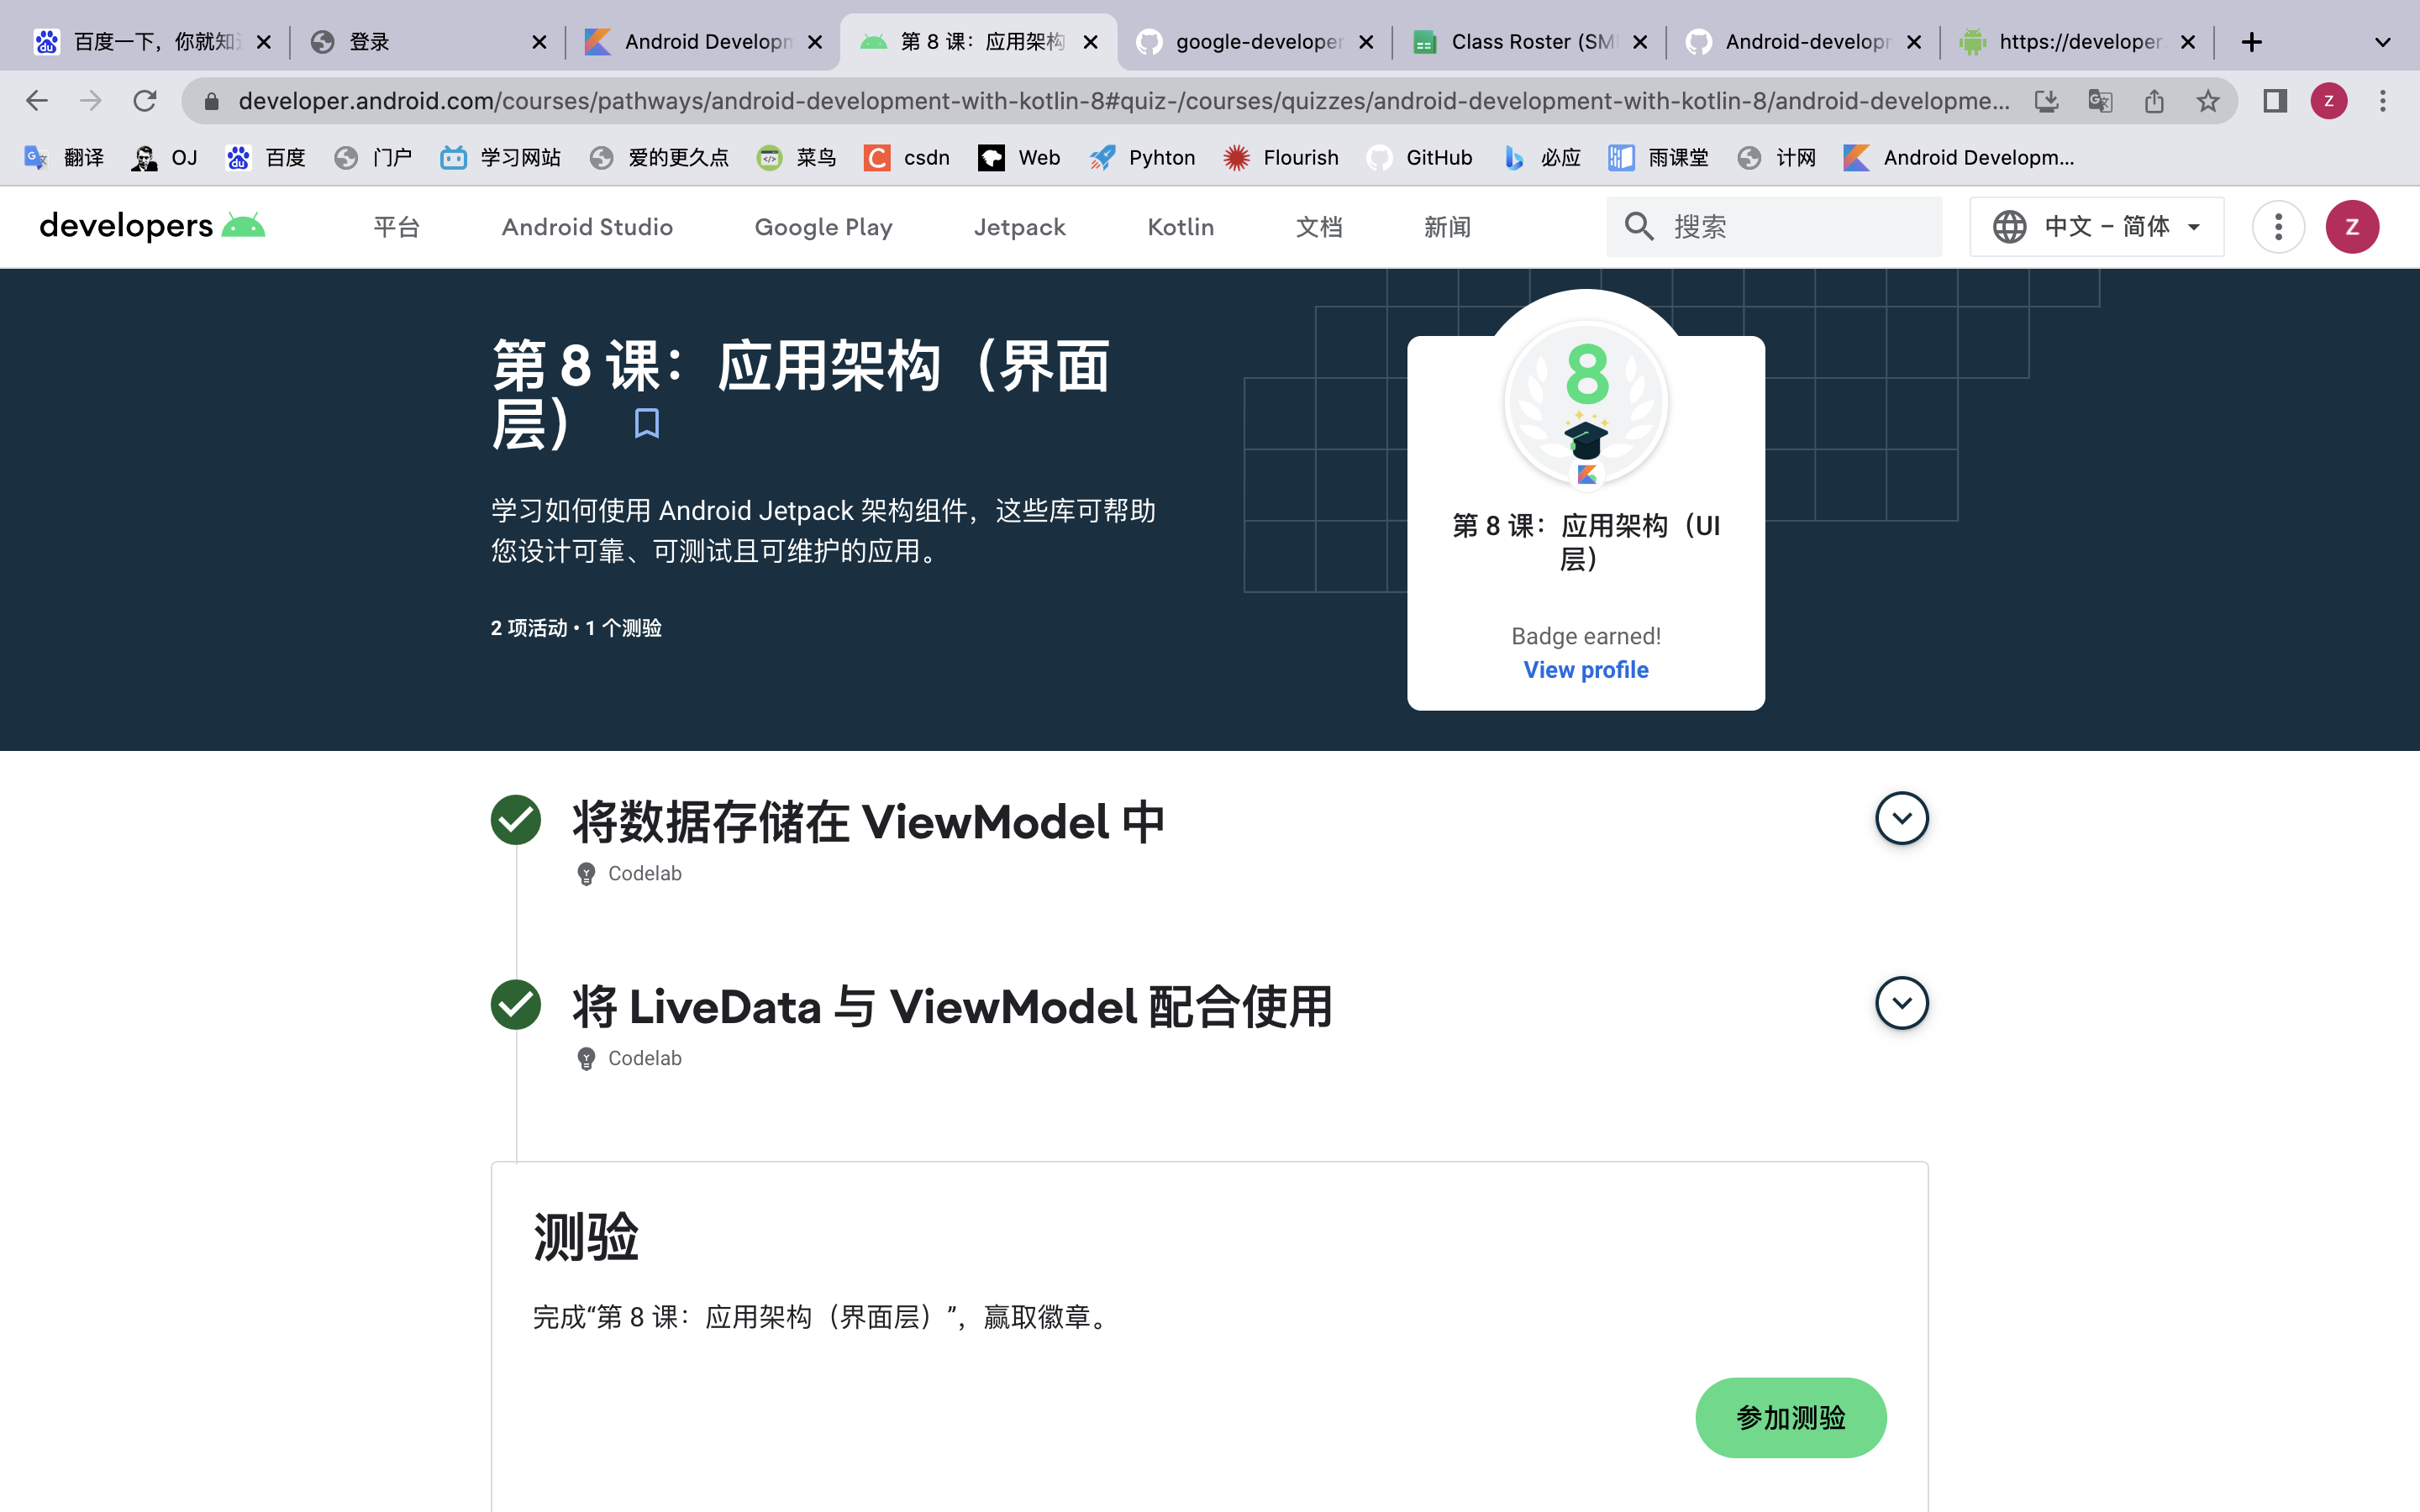 百度一下，你就知道
登录
Android Developm
第 8 课：应用架构
google-developer
Class Roster (SMI
Android-developm
https://developer.
developer.android.com/courses/pathways/android-development-with-kotlin-8#quiz-/courses/quizzes/android-development-with-kotlin-8/android-developme...
Z
翻译
OJ
百度
门户
学习网站
爱的更久点
菜鸟
csdn
Web
Pyhton
Flourish
GitHub
必应
雨课堂
计网
Android Developm...
developers
平台
Android Studio
Google Play
Jetpack
Kotlin
文档
新闻
搜索
中文 – 简体
Z
第 8 课：应用架构（界面
层）
学习如何使用 Android Jetpack 架构组件，这些库可帮助
您设计可靠、可测试且可维护的应用。
2 项活动 • 1 个测验
8
第 8 课：应用架构（UI
层）
Badge earned!
View profile
将数据存储在 ViewModel 中
Codelab
将 LiveData 与 ViewModel 配合使用
Codelab
测验
完成“第 8 课：应用架构（界面层）”，赢取徽章。
参加测验